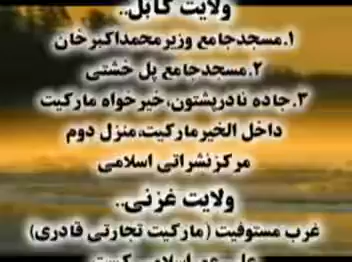 ولایت کابل..
۱.مسجدجامع وزیرمحمداکبرخان
۲.مسجدجامع پل خشتی
۳.جاده نادرپشتون،خیرخواه مارکیت
داخل الخیرمارکیت،منزل دوم
مرکزنشراتی اسلامی
ولایت غزنی..
غرب مستوفیت (مارکیت تجارتی قادری)